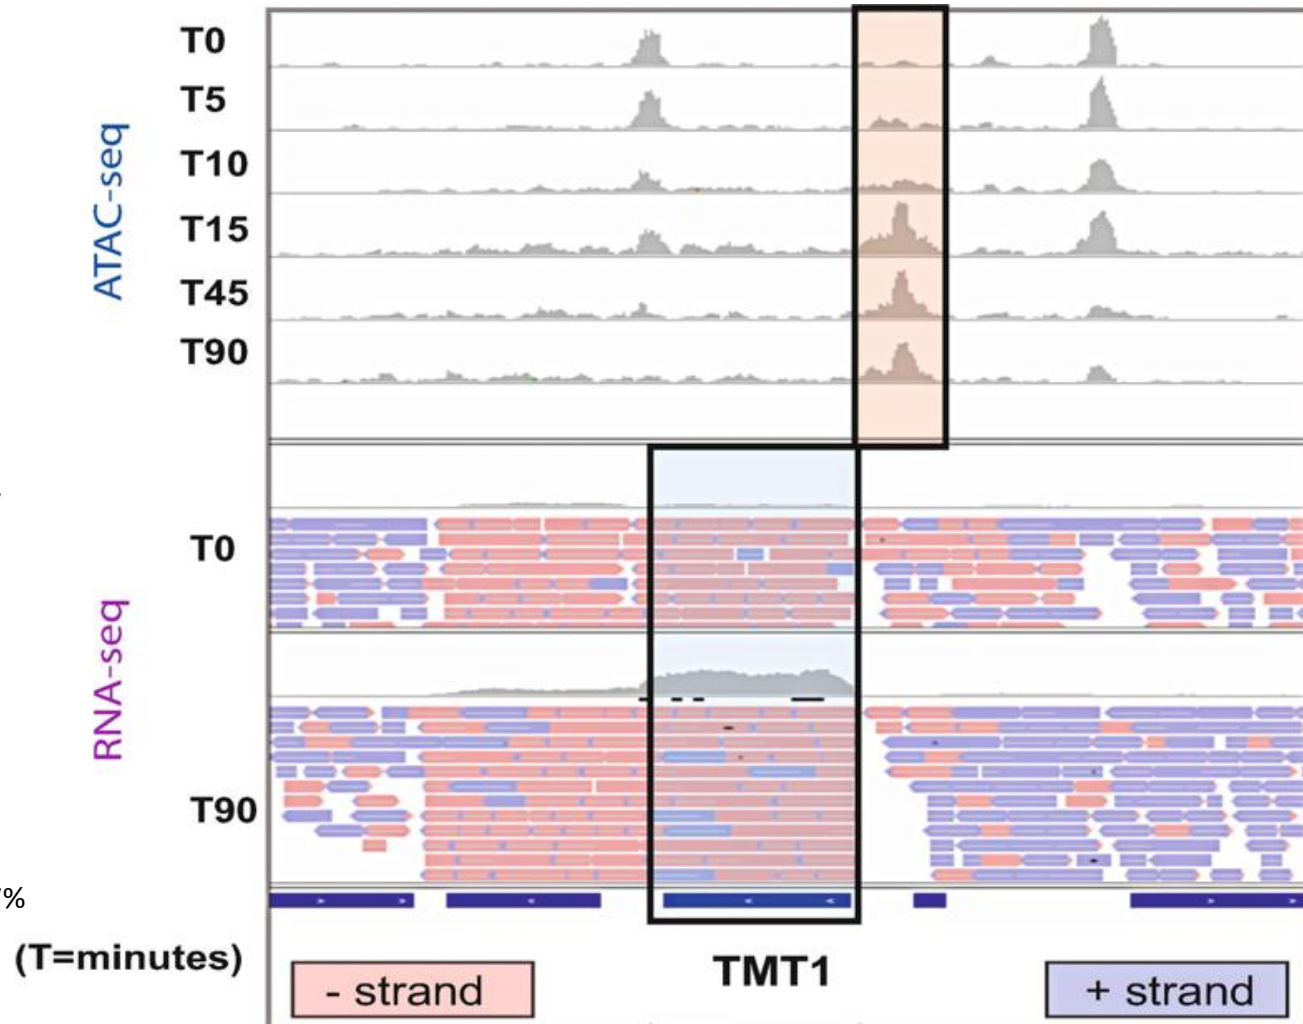 ATAC-seq
T0
T5
T10
T15
T45
T90
RNA-seq
T0
T90
%
(T=minutes)
- strand
TMT1
+ strand